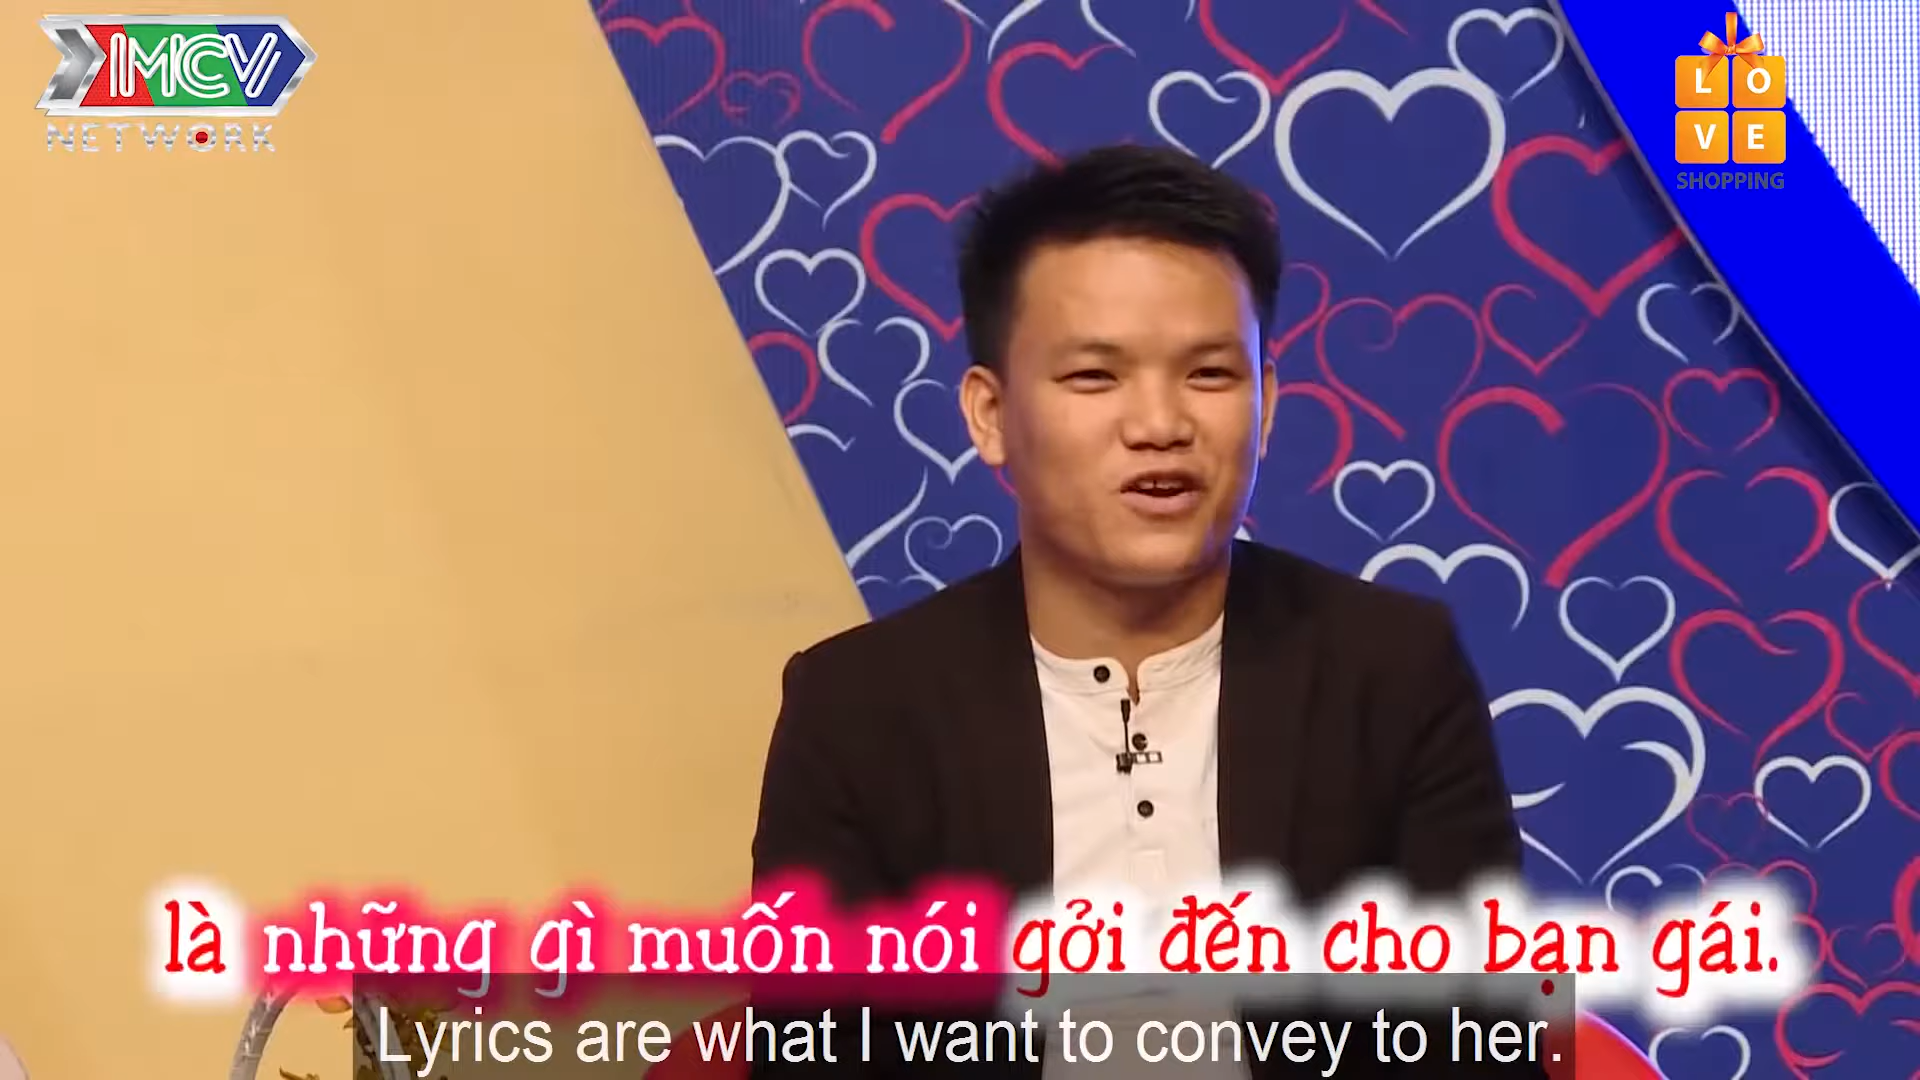 MCV
NETWORK
L O
V E
SHOPPING
là những gì muốn nói gởi đến cho bạn gái.
Lyrics are what I want to convey to her.